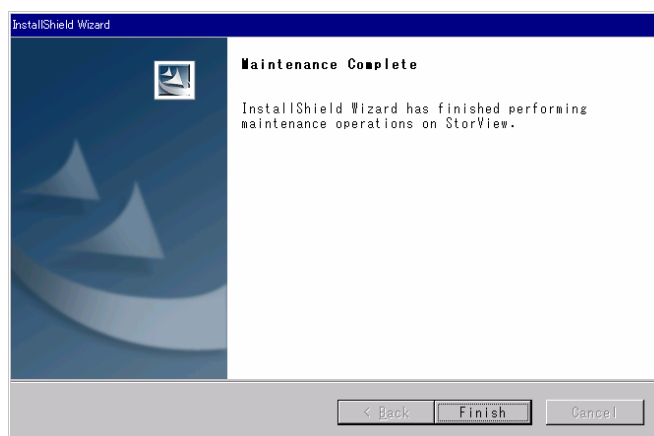 InstallShield Wizard
Maintenance Complete
InstallShield Wizard has finished performing
maintenance operations on StorView.
< Back
Finish
Cancel